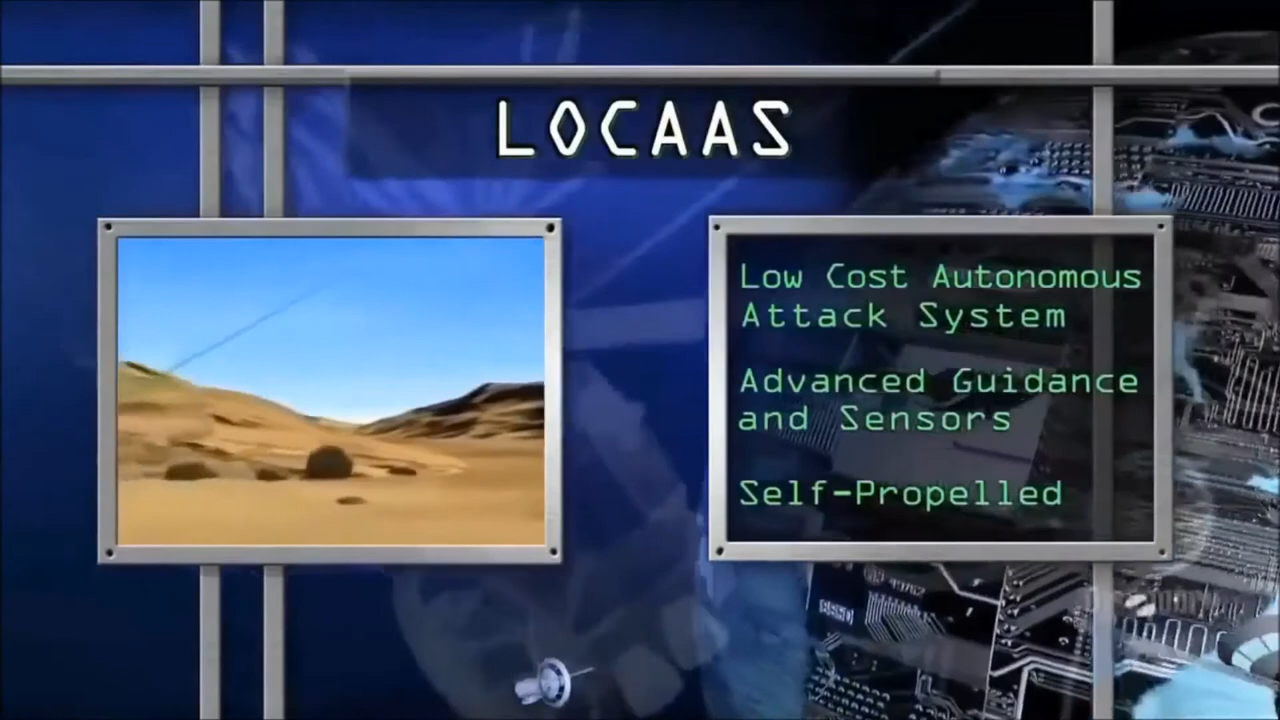 LOCAAS
Low Cost Autonomous
Attack System
Advanced Guidance
and Sensors
Self-Propelled